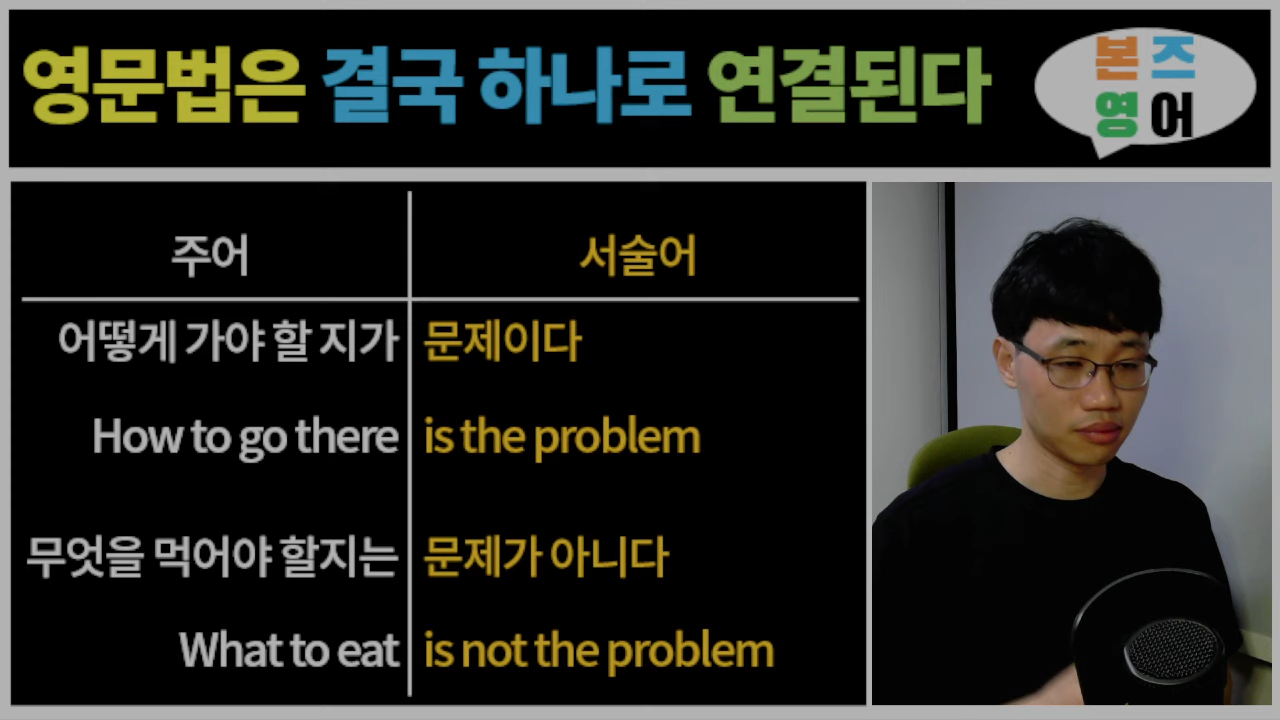 영문법은 결국 하나로 연결된다
본즈
영어
주어
서술어
어떻게 가야 할 지가
문제이다
How to go there
is the problem
무엇을 먹어야 할지는
문제가 아니다
What to eat
is not the problem